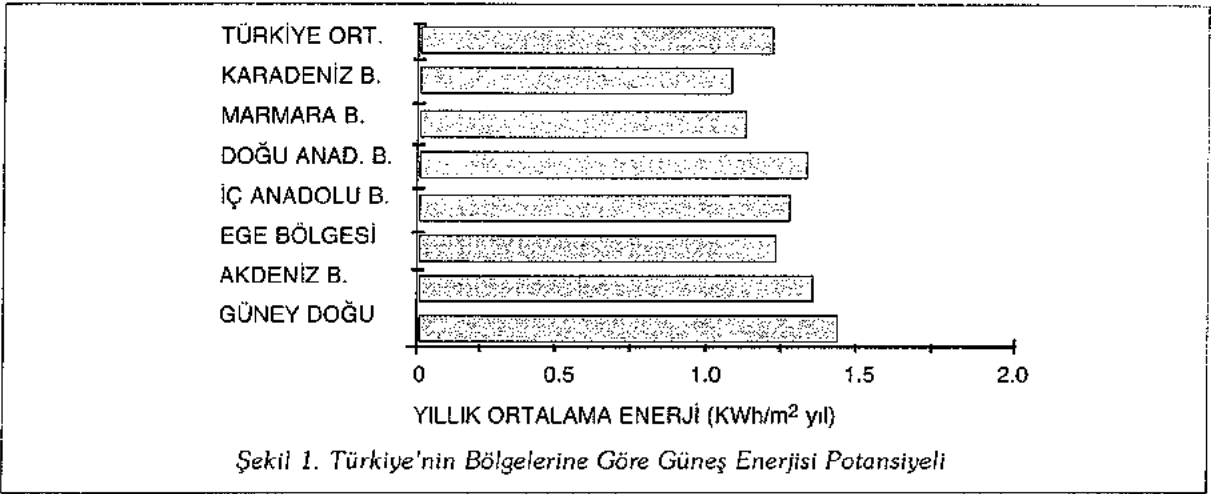 TÜRKİYE ORT.
KARADENİZ B.
MARMARA B.
DOĞU ANAD. B.
İÇ ANADOLU B.
EGE BÖLGESİ
AKDENİZ B.
GÜNEY DOĞU
0 0.5 1.0 1.5 2.0
YILLIK ORTALAMA ENERJİ (KWh/m² yıl)
Şekil 1. Türkiye'nin Bölgelerine Göre Güneş Enerjisi Potansiyeli